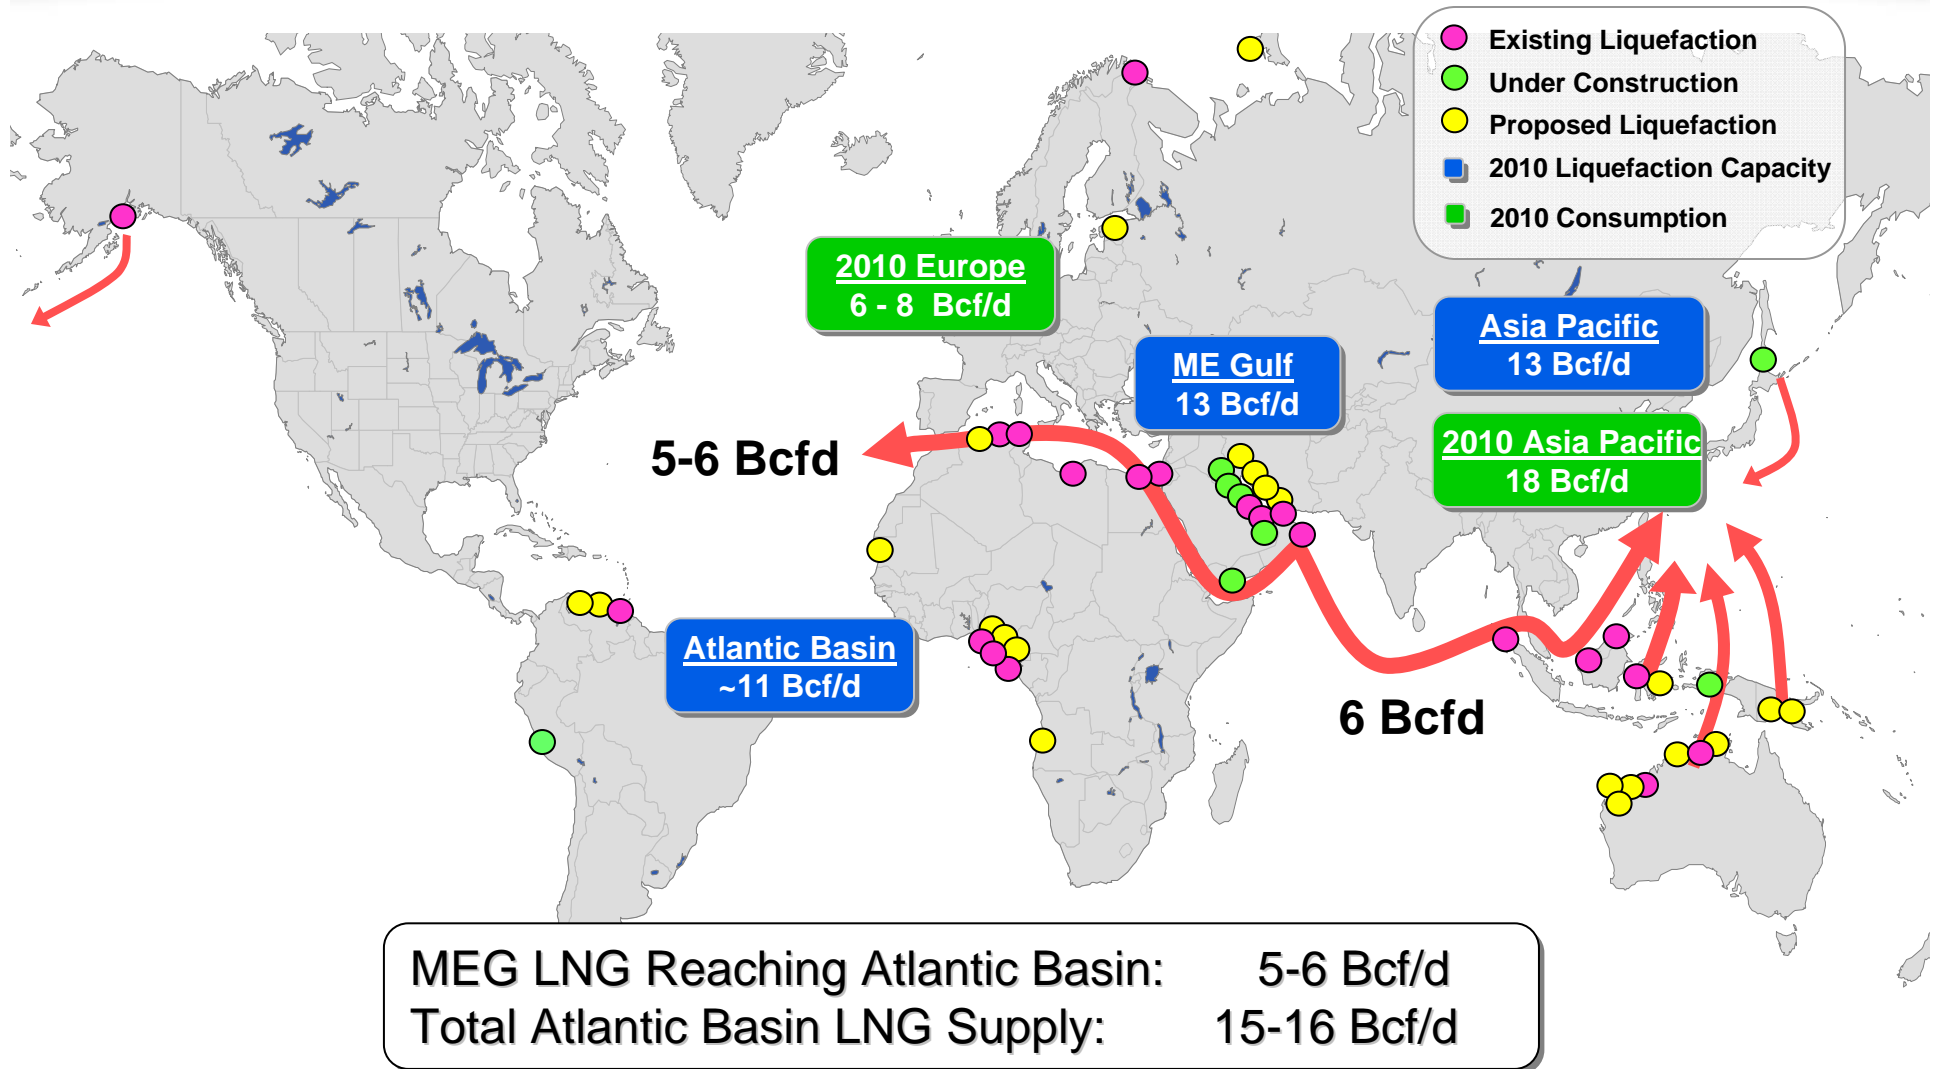 Existing Liquefaction
Under Construction
Proposed Liquefaction
2010 Liquefaction Capacity
2010 Consumption
2010 Europe
6 - 8 Bcf/d
Asia Pacific
13 Bcf/d
ME Gulf
13 Bcf/d
2010 Asia Pacific
18 Bcf/d
5-6 Bcfd
Atlantic Basin
~11 Bcf/d
6 Bcfd
MEG LNG Reaching Atlantic Basin: 5-6 Bcf/d
Total Atlantic Basin LNG Supply: 15-16 Bcf/d